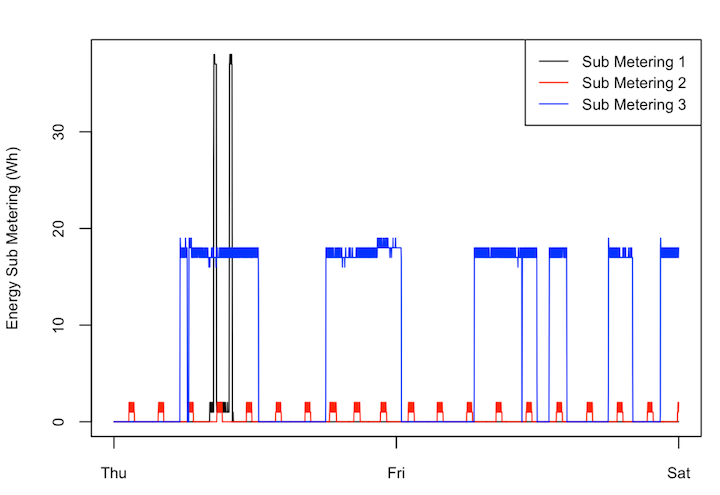 Sub Metering 1
Sub Metering 2
Sub Metering 3
Energy Sub Metering (Wh)
30
20
10
0
Thu Fri Sat